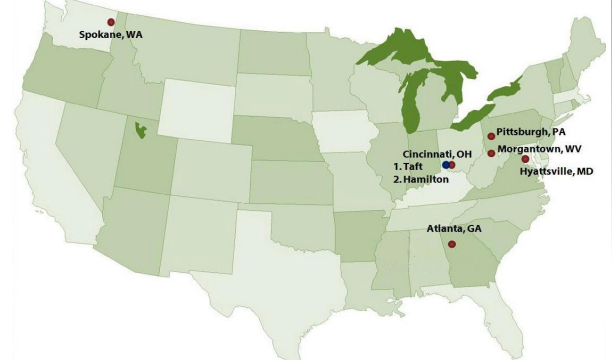 Spokane, WA
Pittsburgh, PA
Cincinnati, OH
Morgantown, WV
1. Taft
2. Hamilton
Hyattsville, MD
Atlanta, GA